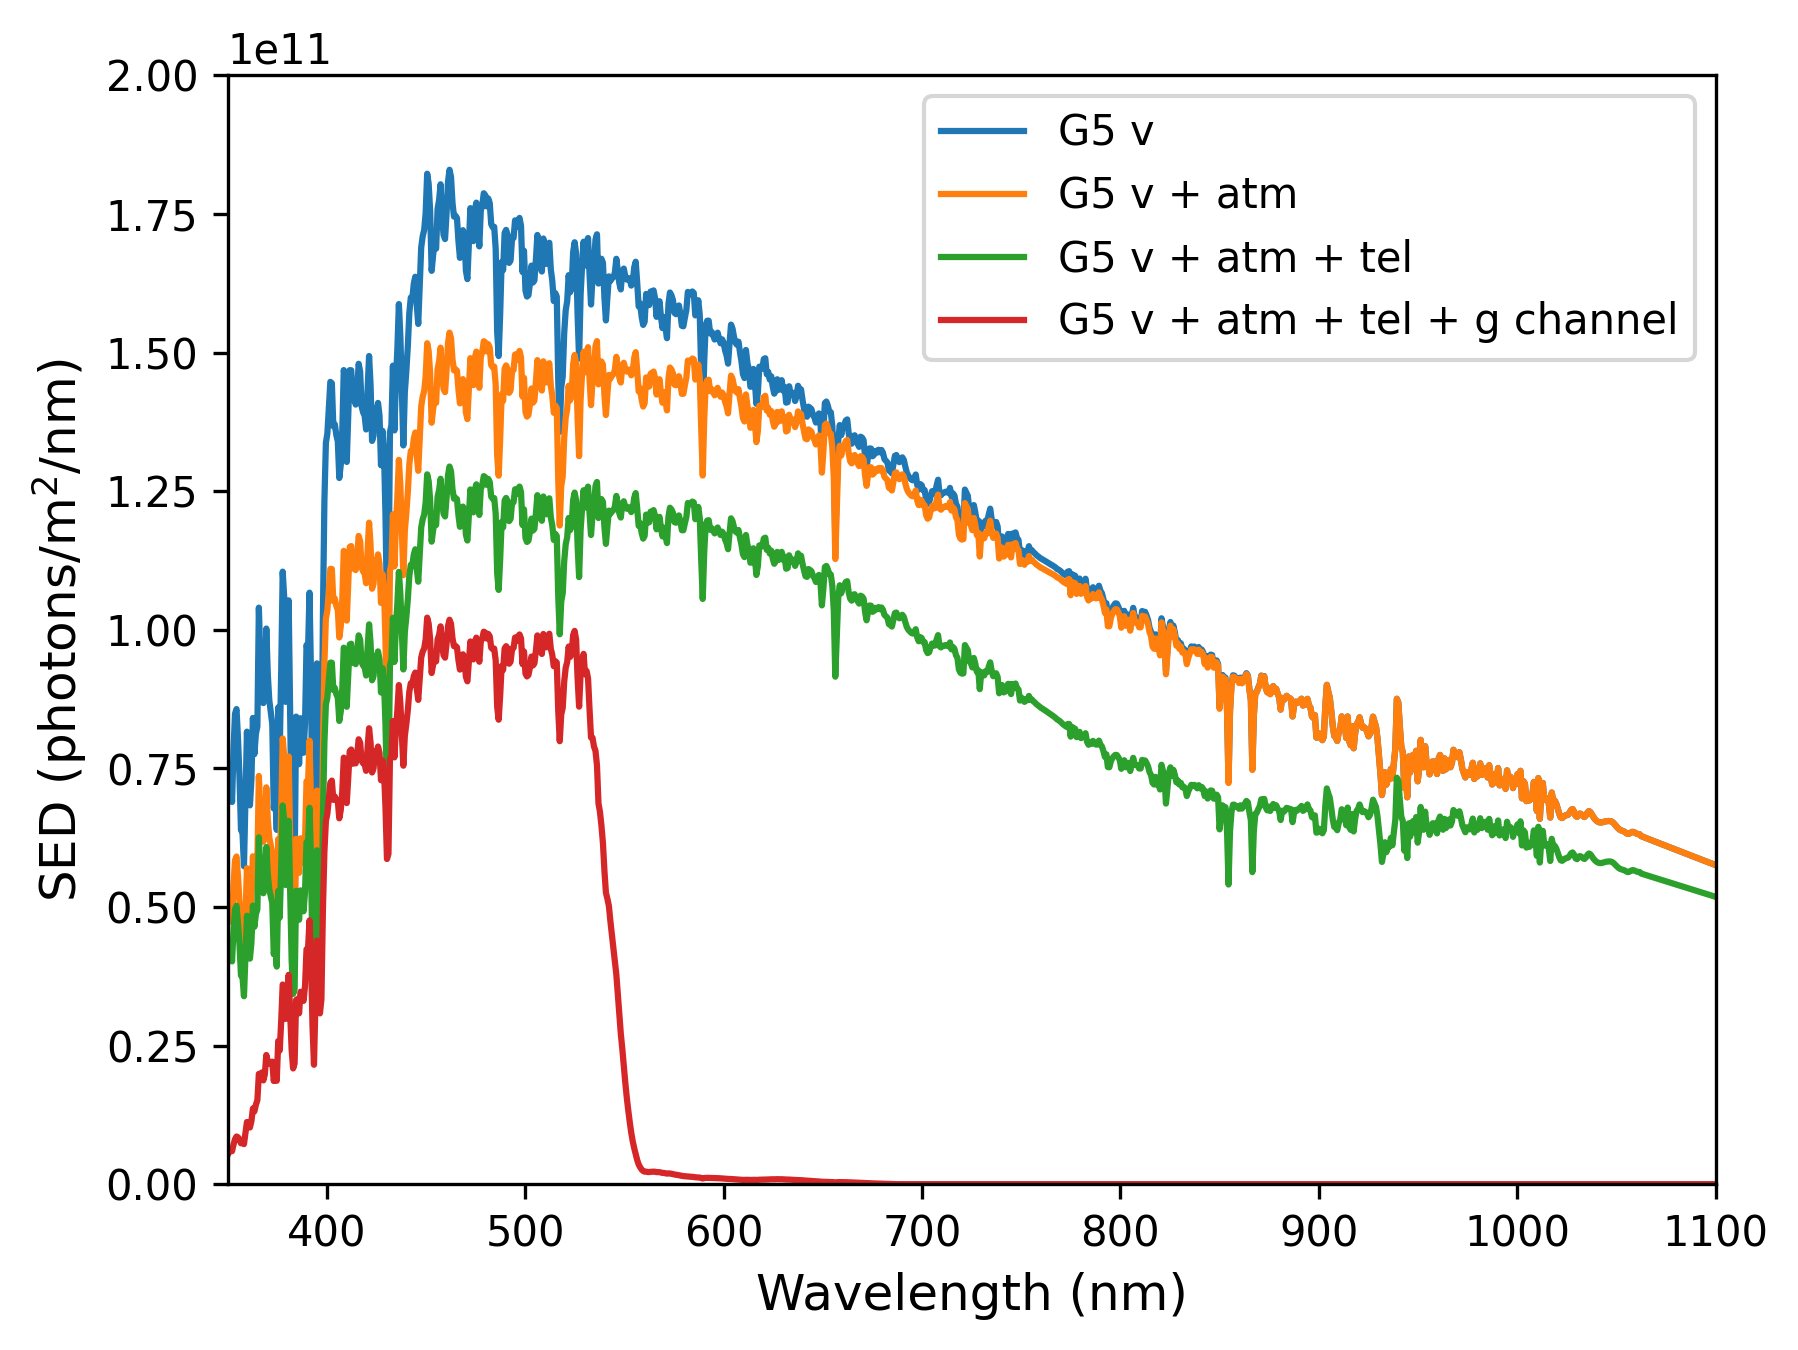 1e11
2.00
1.75
1.50
1.25
1.00
0.75
0.50
0.25
0.00
SED (photons/m²/nm)
G5 v
G5 v + atm
G5 v + atm + tel
G5 v + atm + tel + g channel
400 500 600 700 800 900 1000 1100
Wavelength (nm)